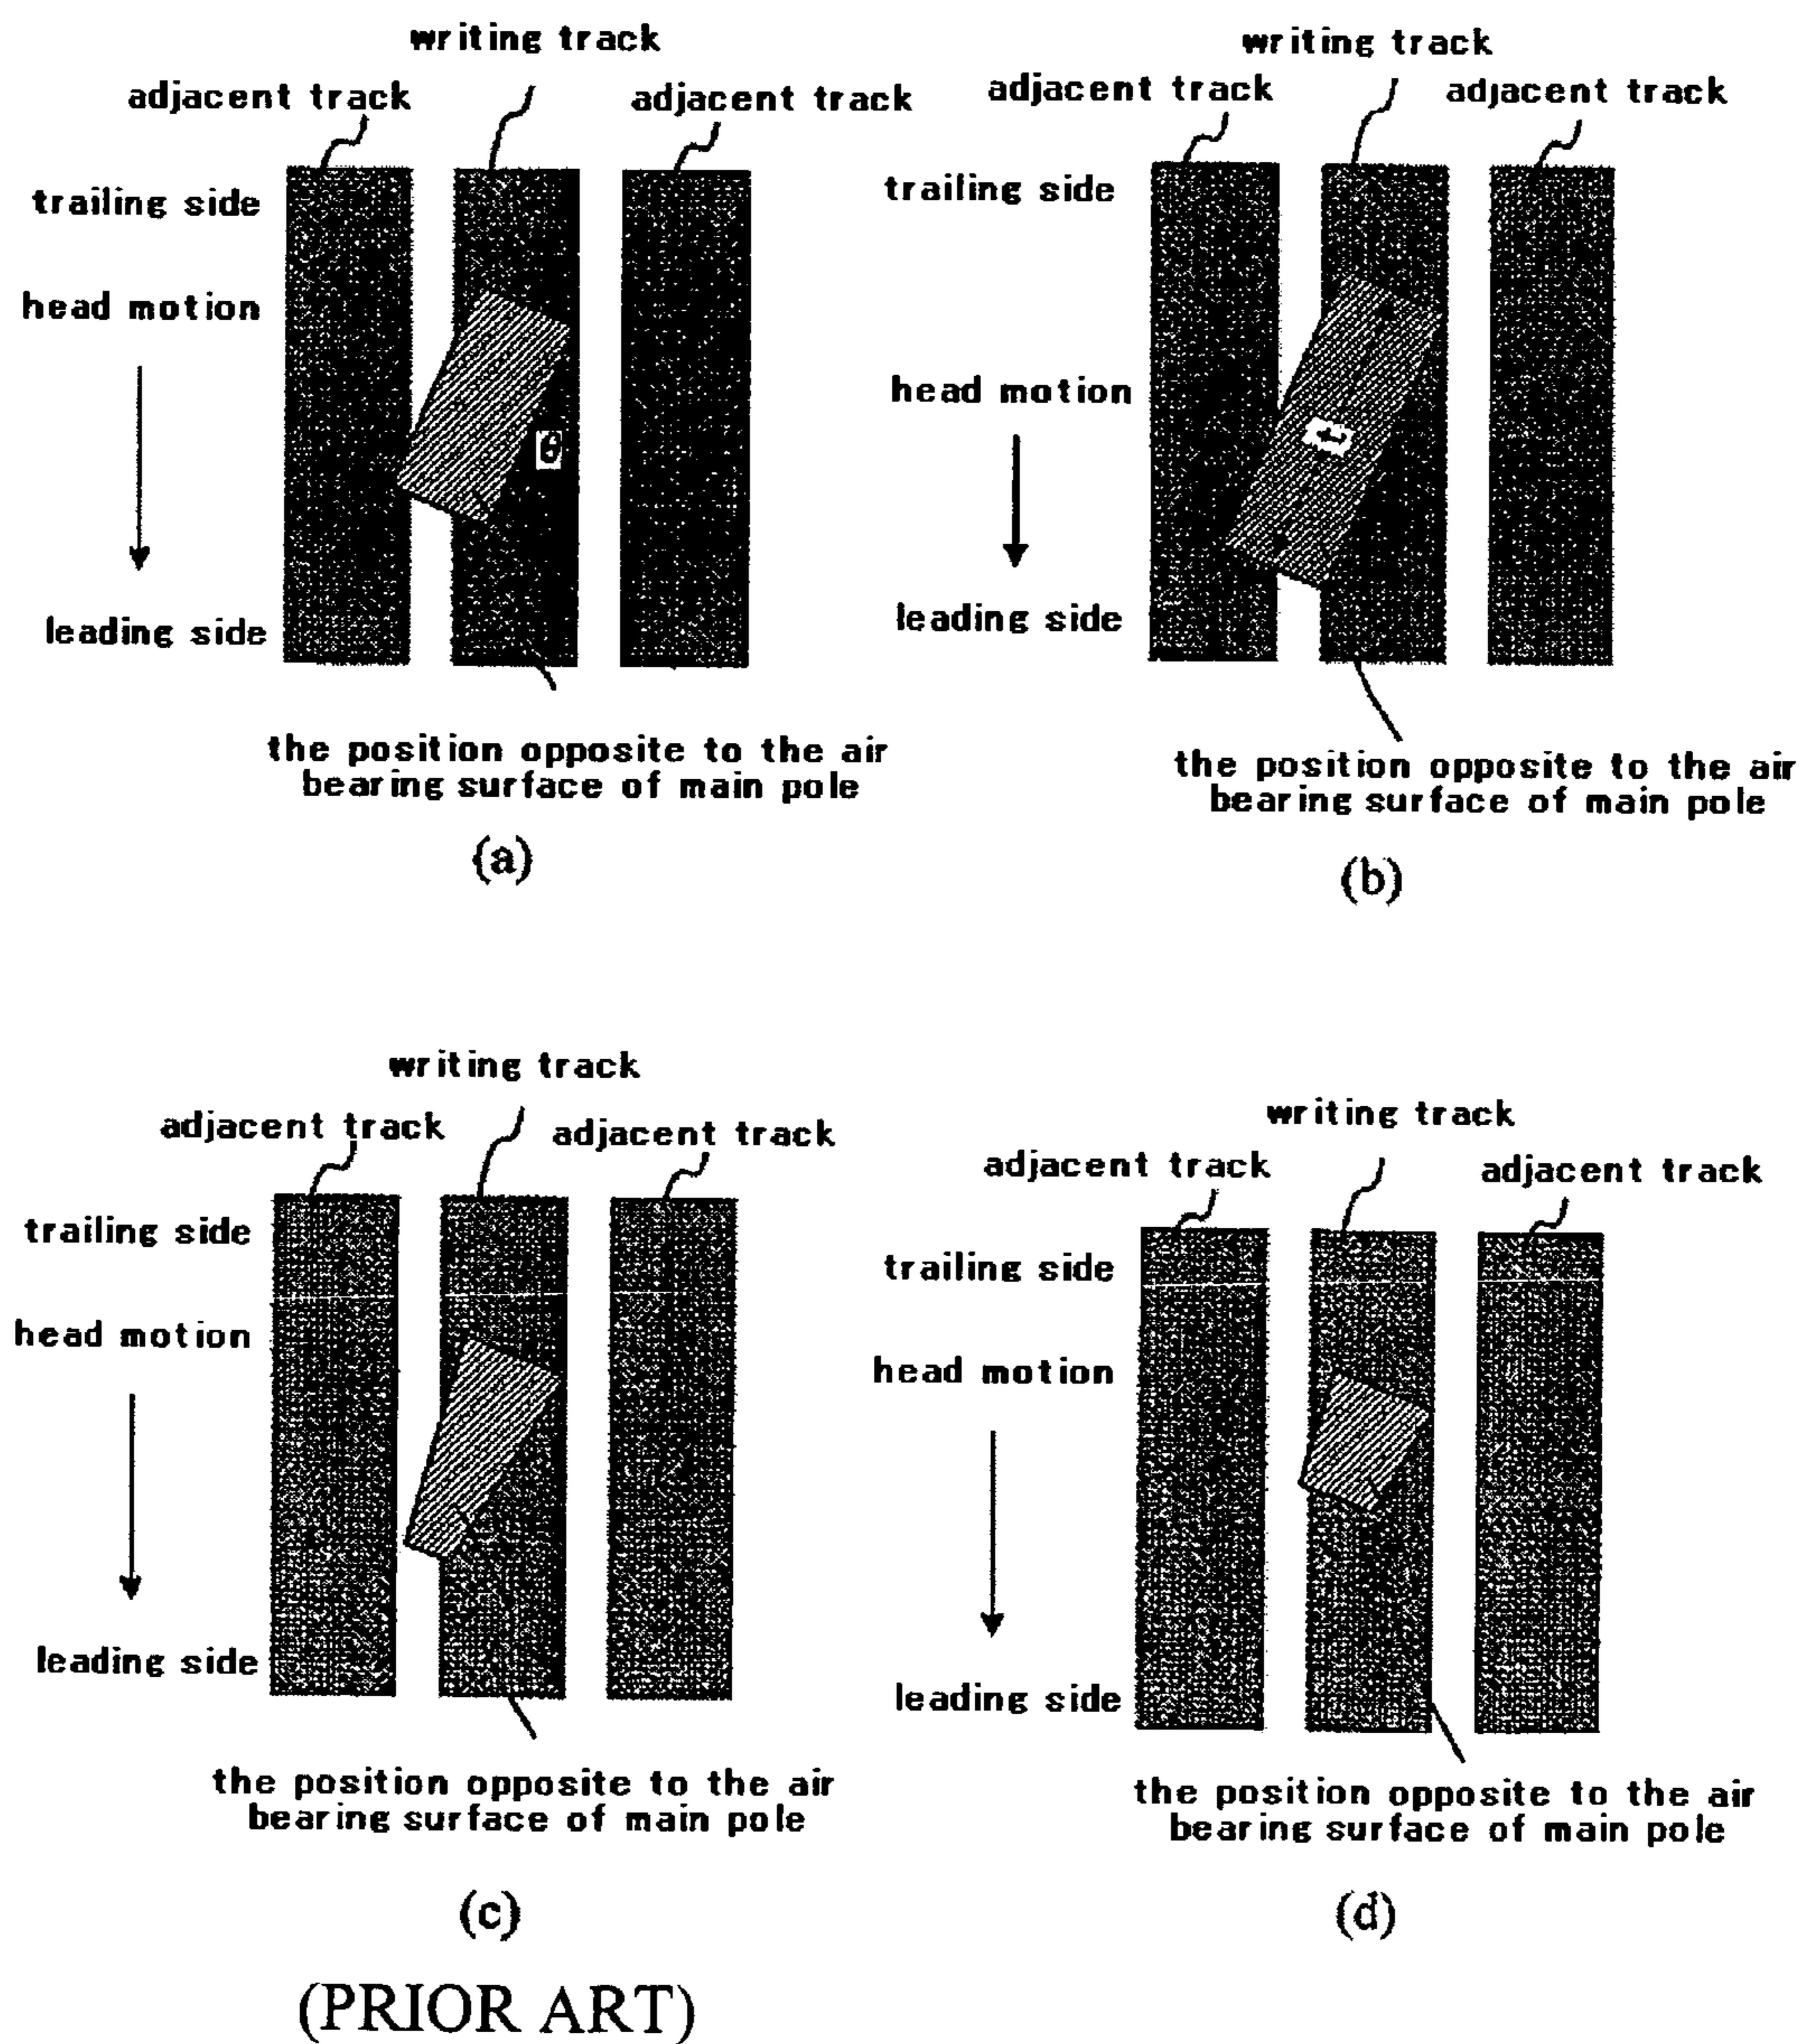 writing track
adjacent track
adjacent track
trailing side
head motion
θ
leading side
the position opposite to the air
bearing surface of main pole
(a)
writing track
adjacent track
adjacent track
trailing side
head motion
t
leading side
the position opposite to the air
bearing surface of main pole
(b)
writing track
adjacent track
adjacent track
trailing side
head motion
leading side
the position opposite to the air
bearing surface of main pole
(c)
writing track
adjacent track
adjacent track
trailing side
head motion
leading side
the position opposite to the air
bearing surface of main pole
(d)
(PRIOR ART)